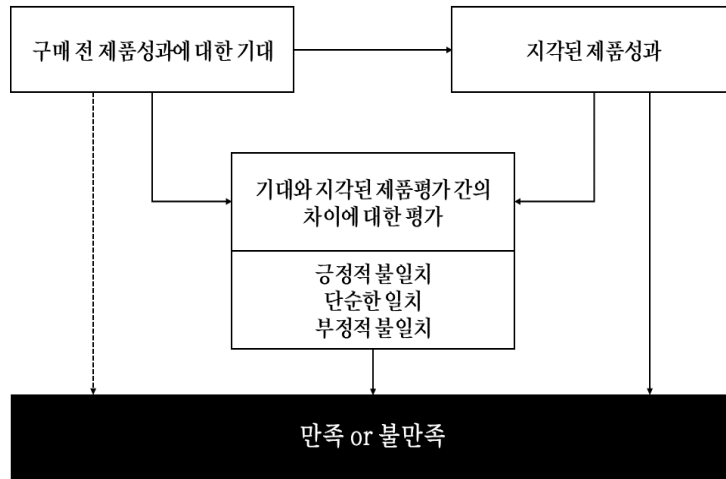 구매 전 제품성과에 대한 기대
지각된 제품성과
기대와 지각된 제품평가 간의
차이에 대한 평가
긍정적 불일치
단순한 일치
부정적 불일치
만족 or 불만족